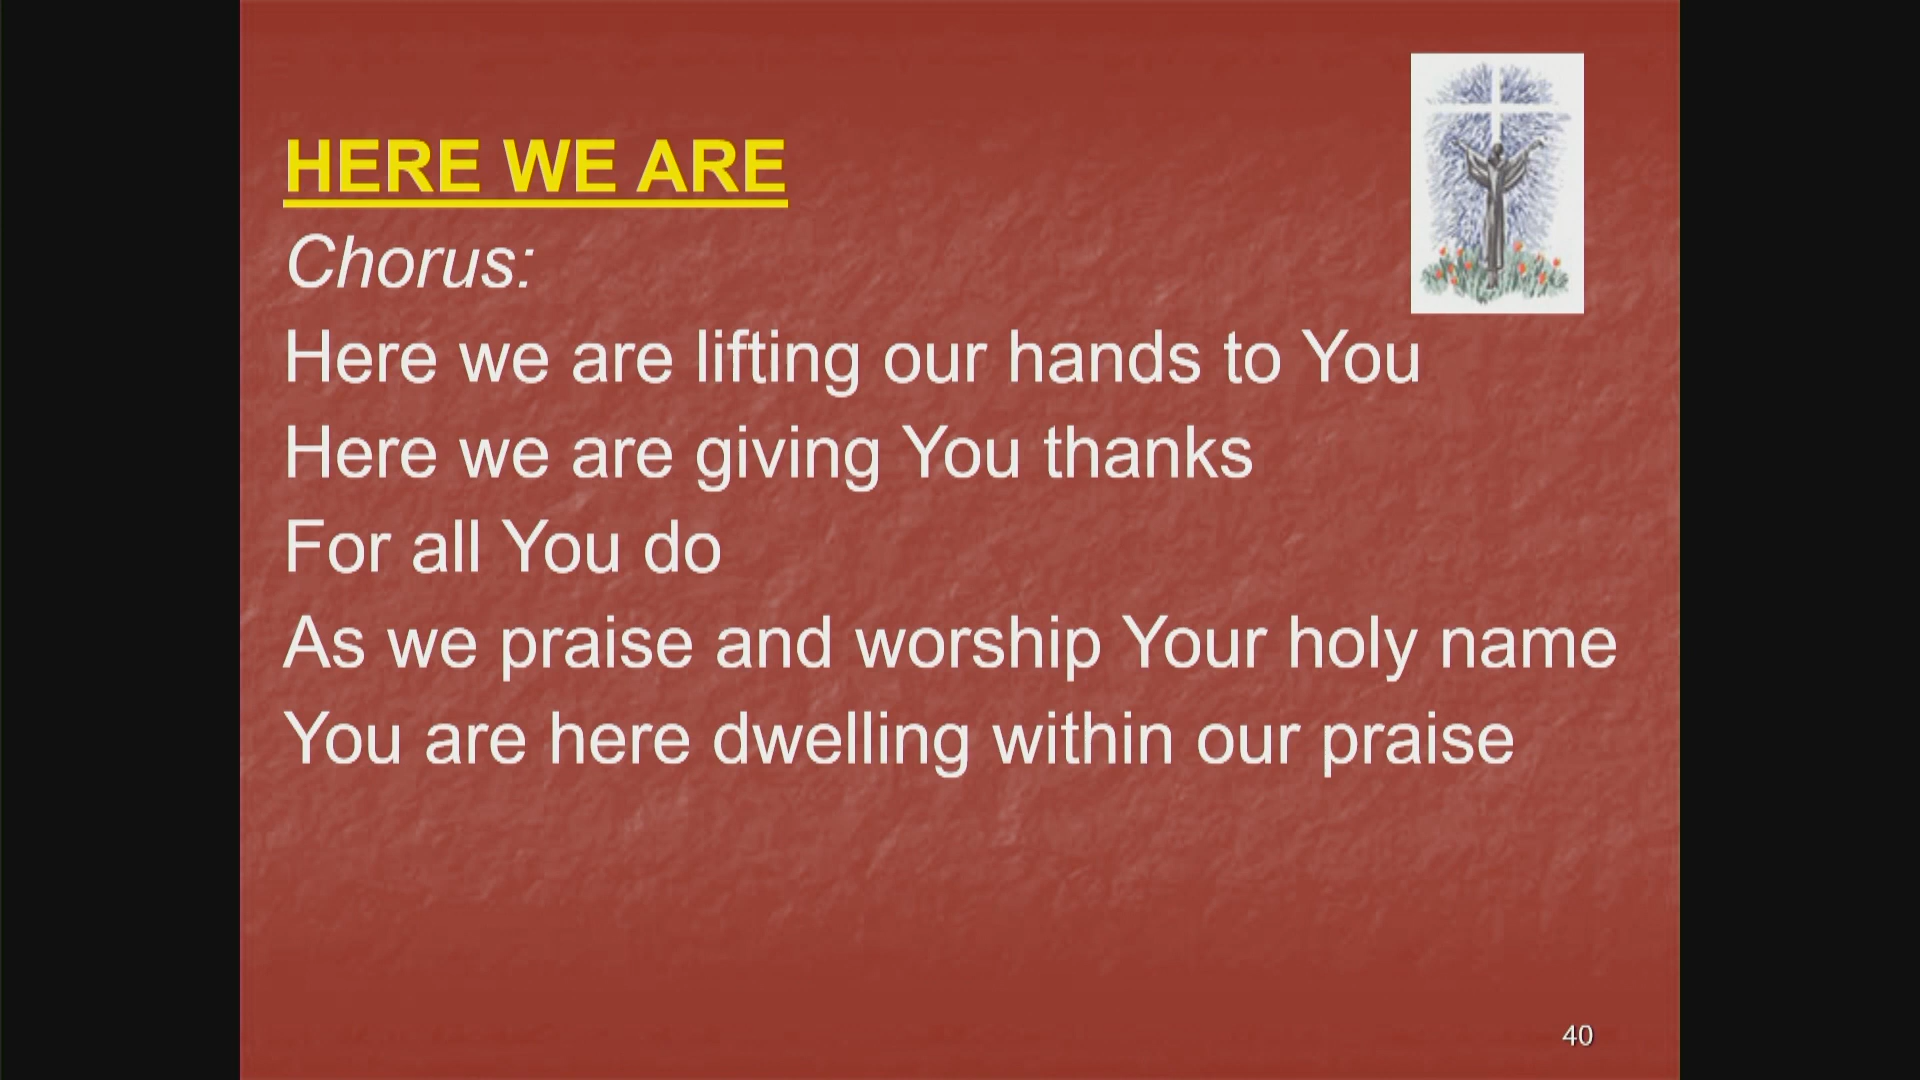 HERE WE ARE
Chorus:
Here we are lifting our hands to You
Here we are giving You thanks
For all You do
As we praise and worship Your holy name
You are here dwelling within our praise
40